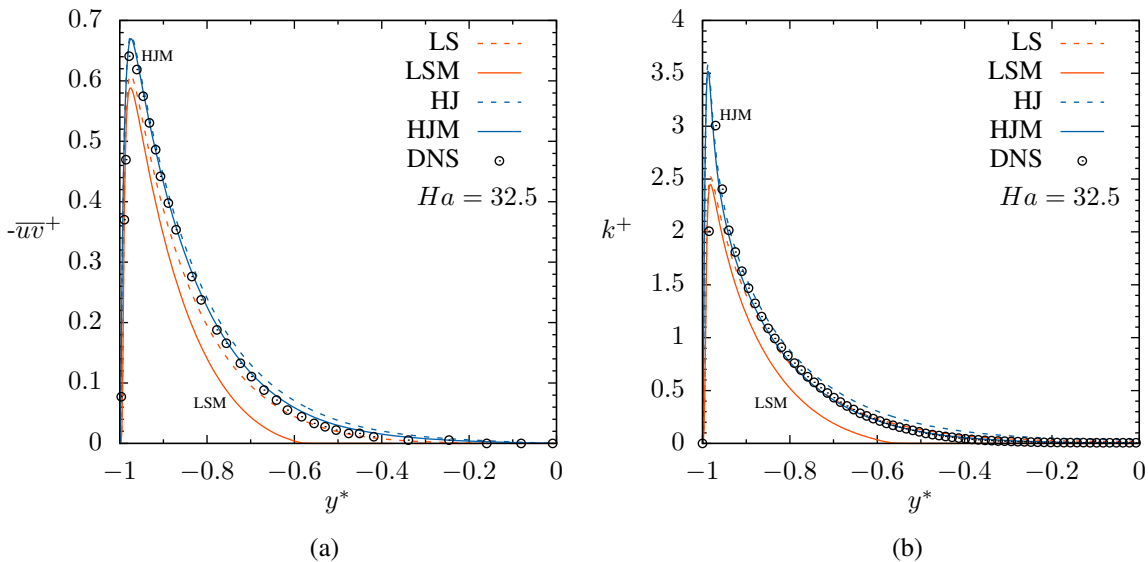 0.7
0.6
0.5
0.4
0.3
0.2
0.1
0
-u̅v̅⁺
HJM
LS
LSM
HJ
HJM
DNS
Ha = 32.5
LSM
−1 −0.8 −0.6 −0.4 −0.2 0
y*
(a)
4
3.5
3
2.5
2
1.5
1
0.5
0
k⁺
HJM
LS
LSM
HJ
HJM
DNS
Ha = 32.5
LSM
−1 −0.8 −0.6 −0.4 −0.2 0
y*
(b)